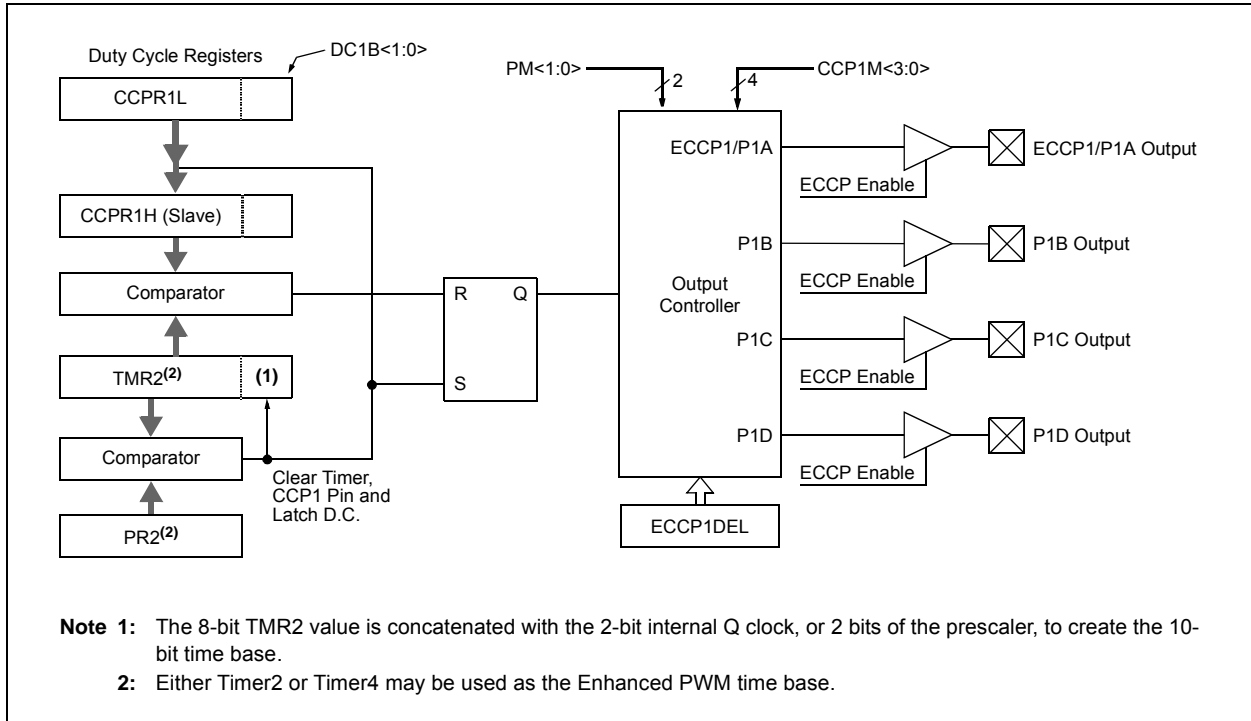 Duty Cycle Registers
DC1B<1:0>
CCPR1L
CCPR1H (Slave)
Comparator
TMR2(2)
(1)
Comparator
PR2(2)
Clear Timer,
CCP1 Pin and
Latch D.C.
R
Q
S
PM<1:0>
2
4
CCP1M<3:0>
Output
Controller
ECCP1/P1A
P1B
P1C
P1D
ECCP1DEL
ECCP Enable
ECCP1/P1A Output
ECCP Enable
P1B Output
ECCP Enable
P1C Output
ECCP Enable
P1D Output
Note 1: The 8-bit TMR2 value is concatenated with the 2-bit internal Q clock, or 2 bits of the prescaler, to create the 10-
bit time base.
2: Either Timer2 or Timer4 may be used as the Enhanced PWM time base.